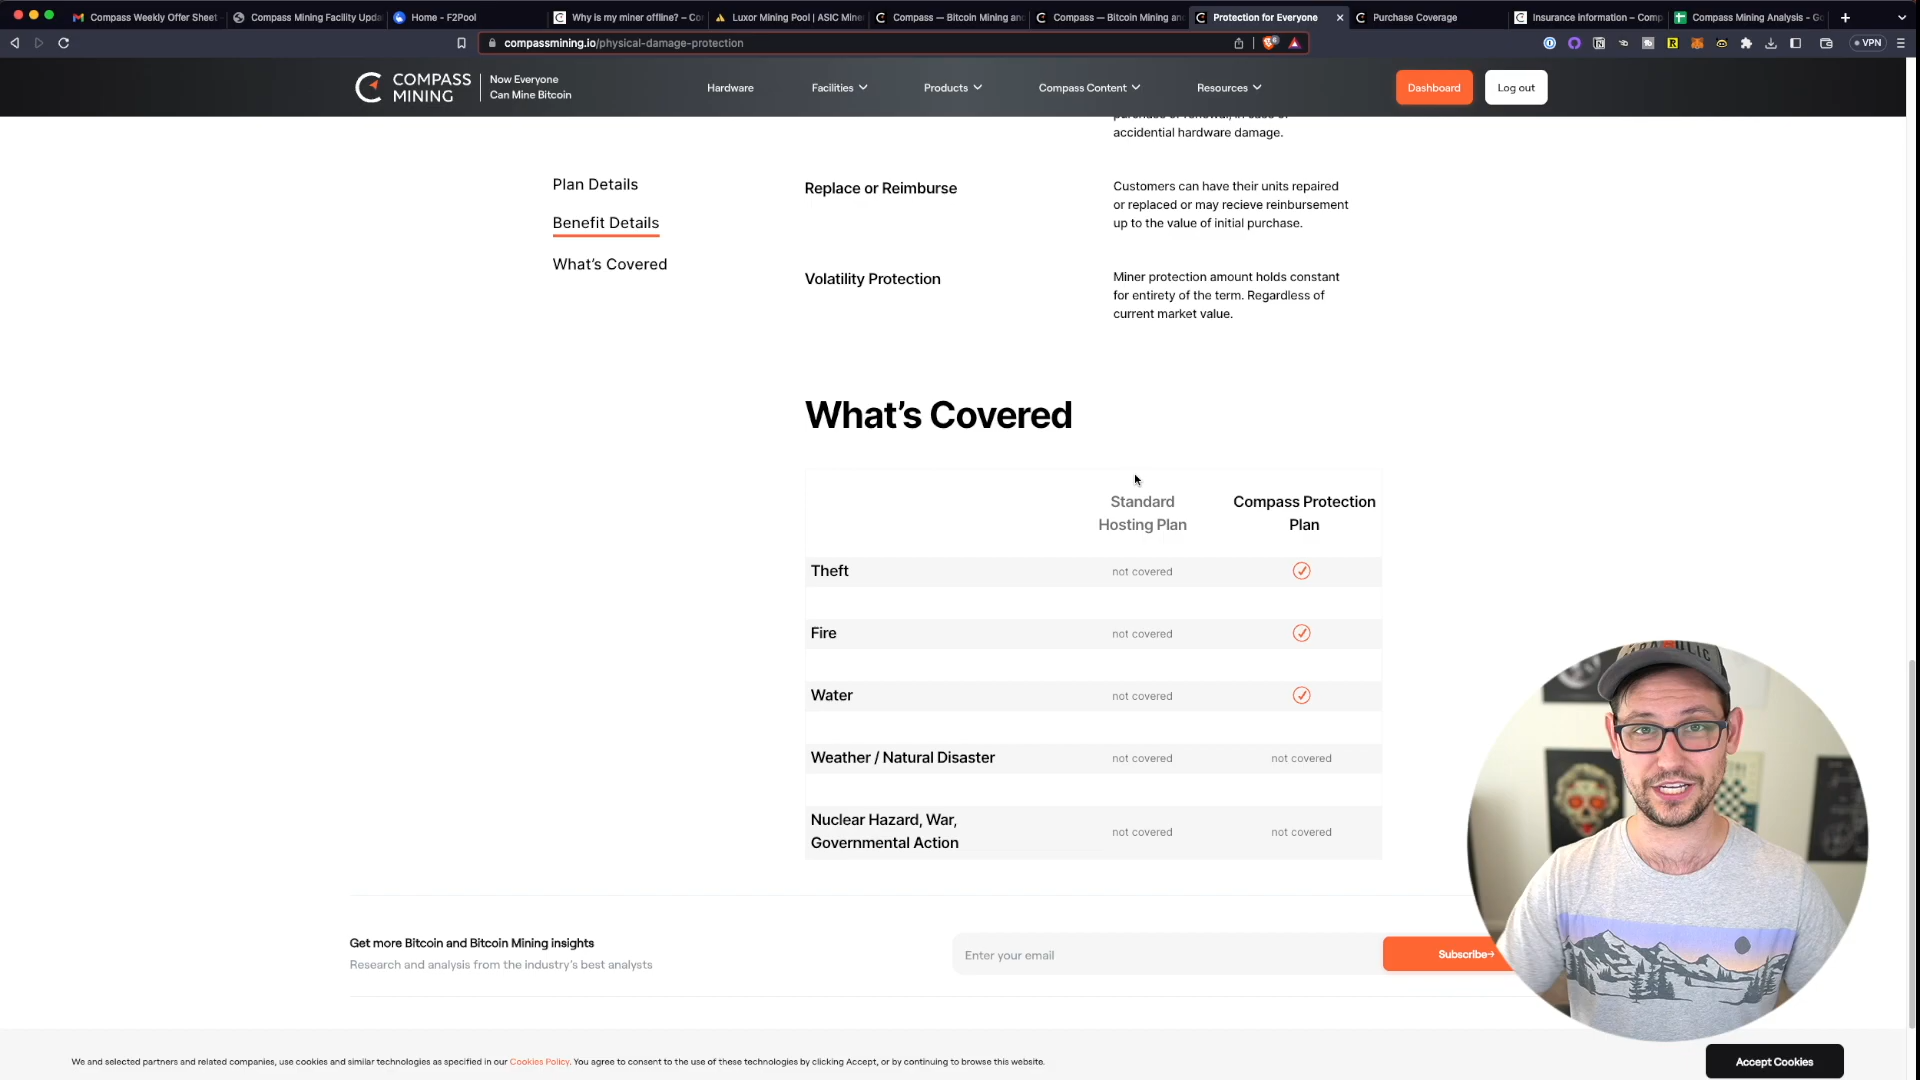 Compass Weekly Offer Sheet
Compass Mining Facility Upda
Home - F2Pool
Why is my miner offline? – Co
Luxor Mining Pool | ASIC Mine
Compass — Bitcoin Mining and
Compass — Bitcoin Mining and
Protection for Everyone
Purchase Coverage
Insurance information – Comp
Compass Mining Analysis - Go
compassmining.io/physical-damage-protection
VPN
COMPASS
MINING
Now Everyone
Can Mine Bitcoin
Hardware
Facilities
Products
Compass Content
Resources
Dashboard
Log out
accidential hardware damage.
Plan Details
Benefit Details
What's Covered
Replace or Reimburse
Customers can have their units repaired
or replaced or may recieve reimbursement
up to the value of initial purchase.
Volatility Protection
Miner protection amount holds constant
for entirety of the term. Regardless of
current market value.
What's Covered
Standard
Hosting Plan
Compass Protection
Plan
Theft
not covered
Fire
not covered
Water
not covered
Weather / Natural Disaster
not covered
not covered
Nuclear Hazard, War,
Governmental Action
not covered
not covered
Get more Bitcoin and Bitcoin Mining insights
Research and analysis from the industry's best analysts
Enter your email
Subscribe→
We and selected partners and related companies, use cookies and similar technologies as specified in our Cookies Policy. You agree to consent to the use of these technologies by clicking Accept, or by continuing to browse this website.
Accept Cookies